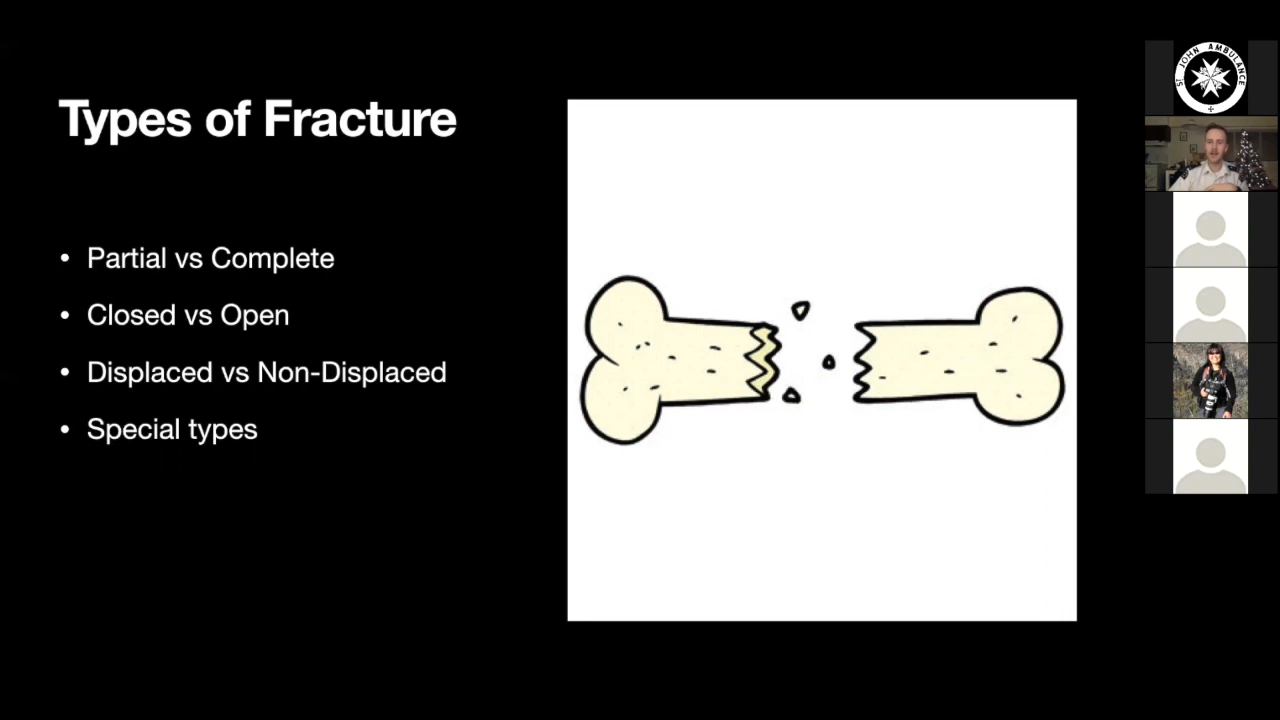 Types of Fracture
• Partial vs Complete
• Closed vs Open
• Displaced vs Non-Displaced
• Special types
ST JOHN AMBULANCE